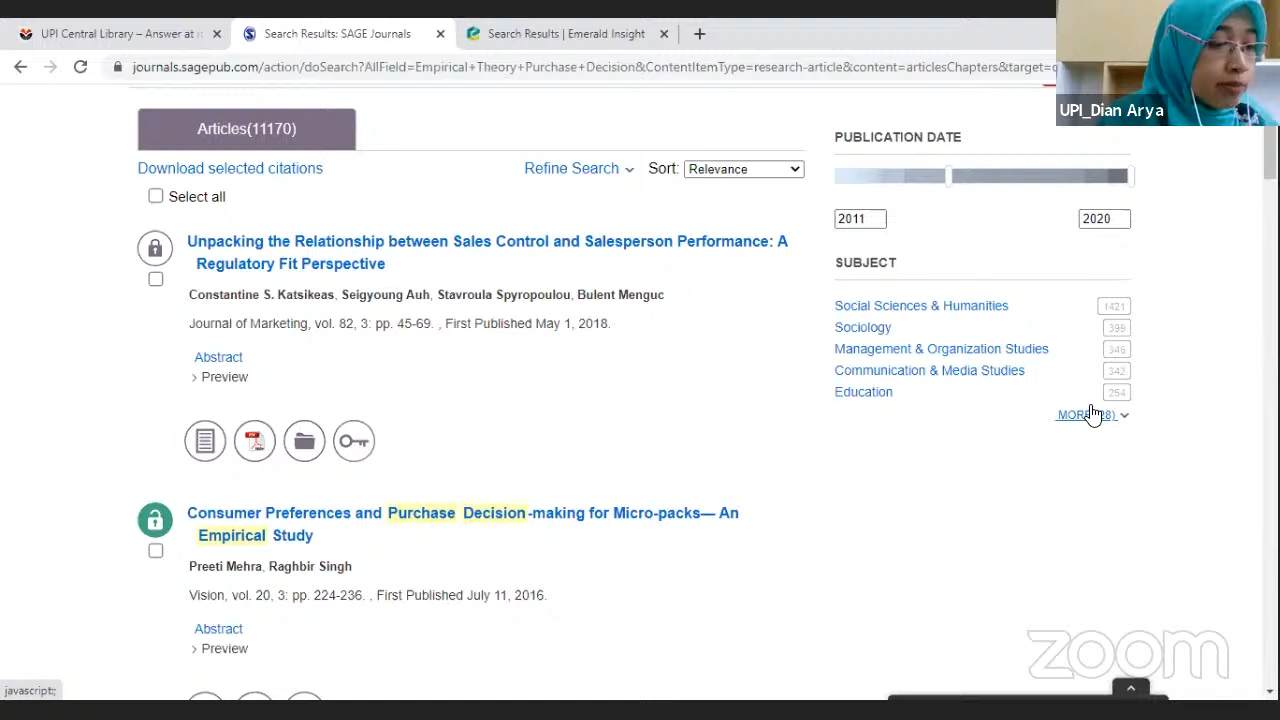 UPI Central Library – Answer at
Search Results: SAGE Journals
Search Results | Emerald Insight
journals.sagepub.com/action/doSearch?AllField=Empirical+Theory+Purchase+Decision&ContentItemType=research-article&content=articlesChapters&target=
UPI_Dian Arya
Articles(11170)
Download selected citations
Refine Search
Sort: Relevance
Select all
Unpacking the Relationship between Sales Control and Salesperson Performance: A
Regulatory Fit Perspective
Constantine S. Katsikeas, Seigyoung Auh, Stavroula Spyropoulou, Bulent Menguc
Journal of Marketing, vol. 82, 3: pp. 45-69. , First Published May 1, 2018.
Abstract
› Preview
Consumer Preferences and Purchase Decision-making for Micro-packs— An
Empirical Study
Preeti Mehra, Raghbir Singh
Vision, vol. 20, 3: pp. 224-236. , First Published July 11, 2016.
Abstract
› Preview
PUBLICATION DATE
2011 2020
SUBJECT
Social Sciences & Humanities 1421
Sociology 399
Management & Organization Studies 346
Communication & Media Studies 342
Education 254
MORE
zoom
javascript:;